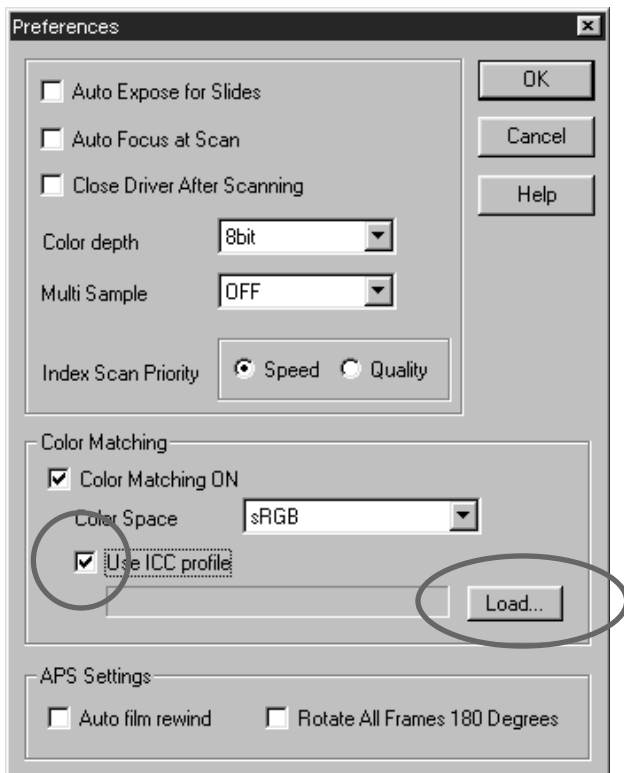 Preferences
Auto Expose for Slides
OK
Auto Focus at Scan
Cancel
Close Driver After Scanning
Help
Color depth 8bit
Multi Sample OFF
Index Scan Priority Speed Quality
Color Matching
Color Matching ON
Color Space sRGB
Use ICC profile
Load...
APS Settings
Auto film rewind Rotate All Frames 180 Degrees